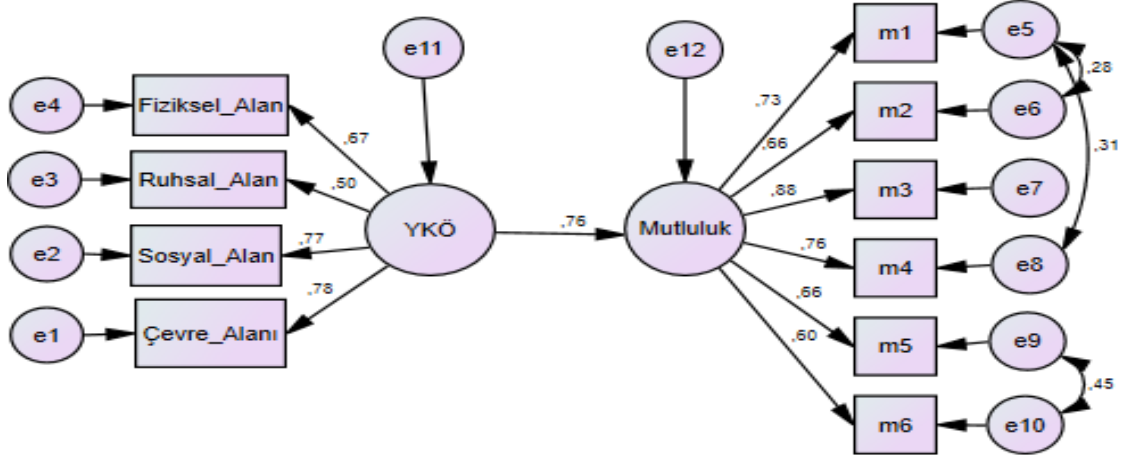 e4
Fiziksel_Alan
e3
Ruhsal_Alan
e2
Sosyal_Alan
e1
Çevre_Alanı
e11
,67
,50
,77
,78
YKÖ
,76
e12
Mutluluk
,73
,66
,88
,76
,66
,60
m1
m2
m3
m4
m5
m6
e5
e6
e7
e8
e9
e10
,28
,31
,45